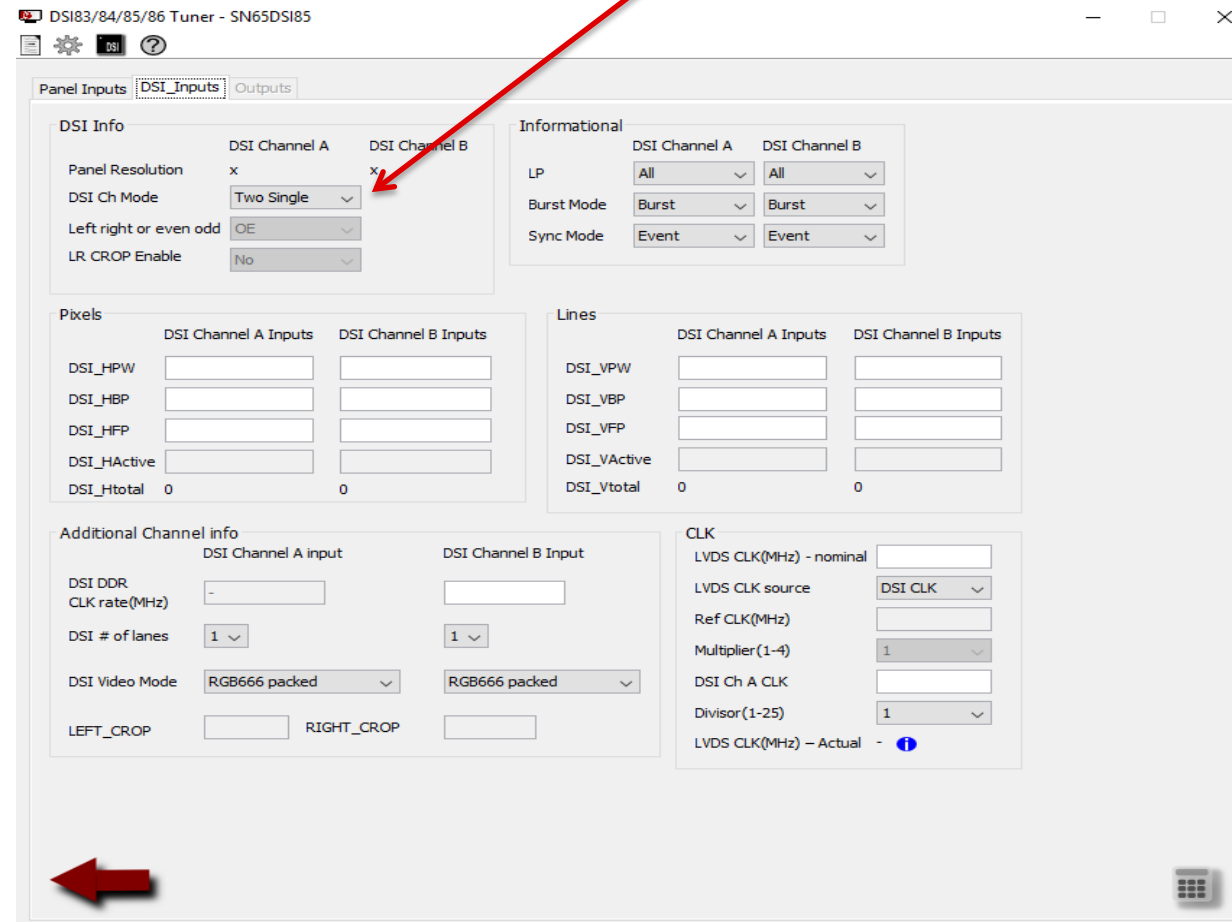 DSI83/84/85/86 Tuner - SN65DSI85
DSI
Panel Inputs DSI_Inputs Outputs
DSI Info
DSI Channel A DSI Channel B
Panel Resolution x x
DSI Ch Mode Two Single
Left right or even odd OE
LR CROP Enable No
Informational
DSI Channel A DSI Channel B
LP All All
Burst Mode Burst Burst
Sync Mode Event Event
Pixels
DSI Channel A Inputs DSI Channel B Inputs
DSI_HPW
DSI_HBP
DSI_HFP
DSI_HActive
DSI_Htotal 0 0
Lines
DSI Channel A Inputs DSI Channel B Inputs
DSI_VPW
DSI_VBP
DSI_VFP
DSI_VActive
DSI_Vtotal 0 0
Additional Channel info
DSI Channel A input DSI Channel B Input
DSI DDR
CLK rate(MHz) -
DSI # of lanes 1 1
DSI Video Mode RGB666 packed RGB666 packed
LEFT_CROP RIGHT_CROP
CLK
LVDS CLK(MHz) - nominal
LVDS CLK source DSI CLK
Ref CLK(MHz)
Multiplier(1-4) 1
DSI Ch A CLK
Divisor(1-25) 1
LVDS CLK(MHz) – Actual -